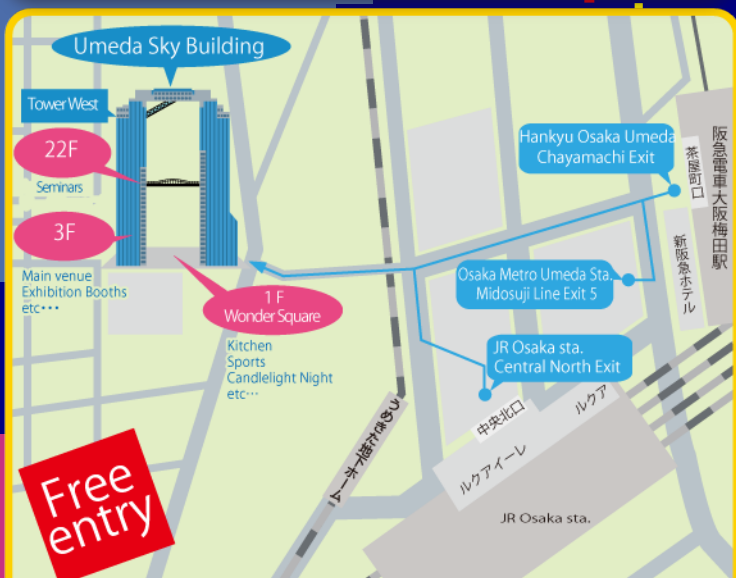 Umeda Sky Building
Tower West
22F
Seminars
3F
Main venue
Exhibition Booths
etc・・・
1F
Wonder Square
Kitchen
Sports
Candlelight Night
etc…
Hankyu Osaka Umeda
Chayamachi Exit
茶屋町口
阪急電車大阪梅田駅
新阪急ホテル
Osaka Metro Umeda Sta.
Midosuji Line Exit 5
JR Osaka sta.
Central North Exit
中央北口
ルクア
ルクアイーレ
うめきた地下ホーム
JR Osaka sta.
Free
entry